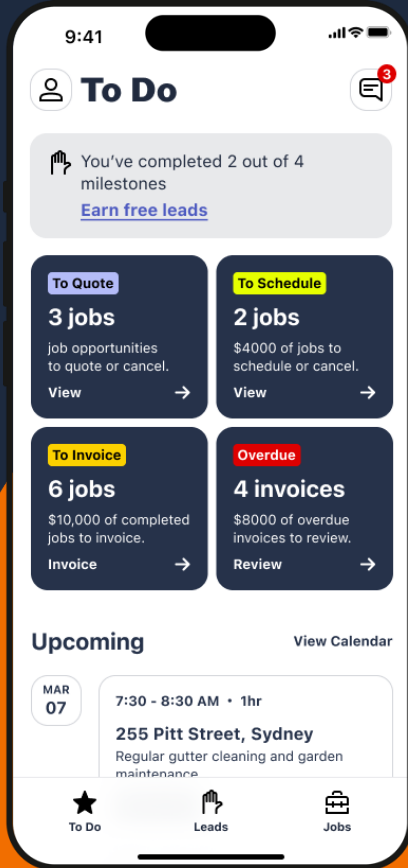 9:41
To Do
3
You've completed 2 out of 4
milestones
Earn free leads
To Quote
3 jobs
job opportunities
to quote or cancel.
View
To Schedule
2 jobs
$4000 of jobs to
schedule or cancel.
View
To Invoice
6 jobs
$10,000 of completed
jobs to invoice.
Invoice
Overdue
4 invoices
$8000 of overdue
invoices to review.
Review
Upcoming
View Calendar
MAR
07
7:30 - 8:30 AM • 1hr
255 Pitt Street, Sydney
Regular gutter cleaning and garden
maintenance
To Do
Leads
Jobs